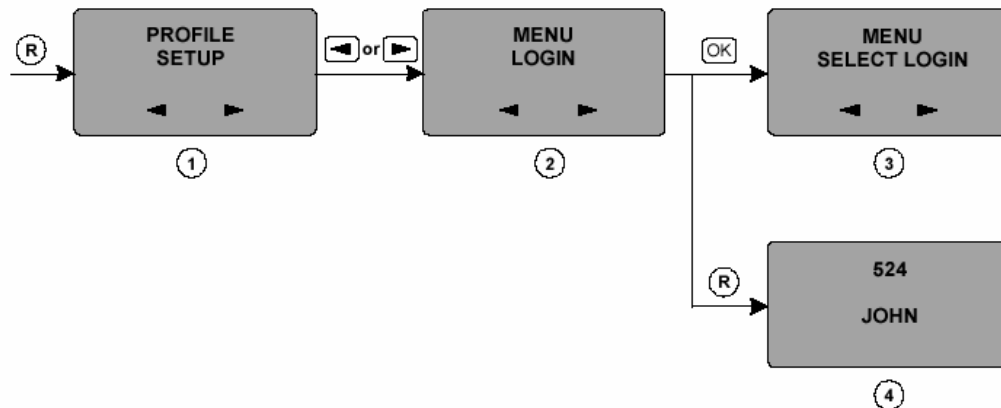 R
PROFILE
SETUP
1
◄ or ►
MENU
LOGIN
2
OK
MENU
SELECT LOGIN
3
R
524
JOHN
4